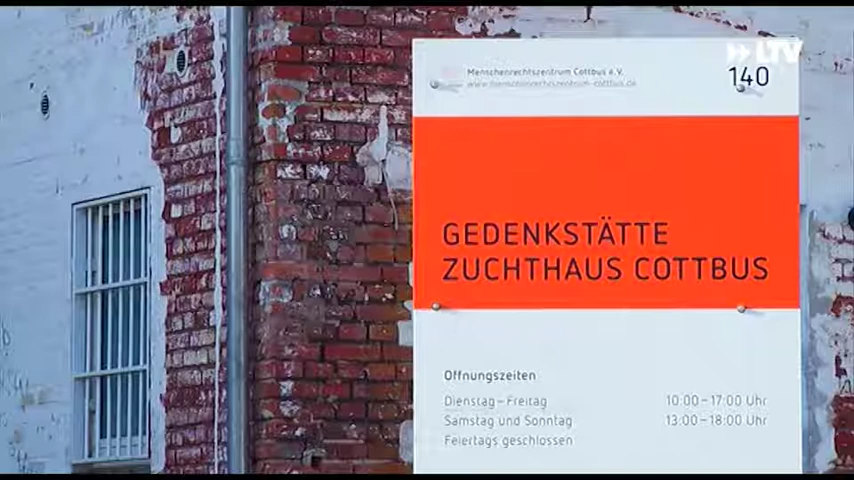 LTV
Menschenrechtszentrum Cottbus e.V.
www.menschenrechtszentrum-cottbus.de
140
GEDENKSTÄTTE
ZUCHTHAUS COTTBUS
Öffnungszeiten
Dienstag – Freitag 10:00 – 17:00 Uhr
Samstag und Sonntag 13:00 – 18:00 Uhr
Feiertags geschlossen